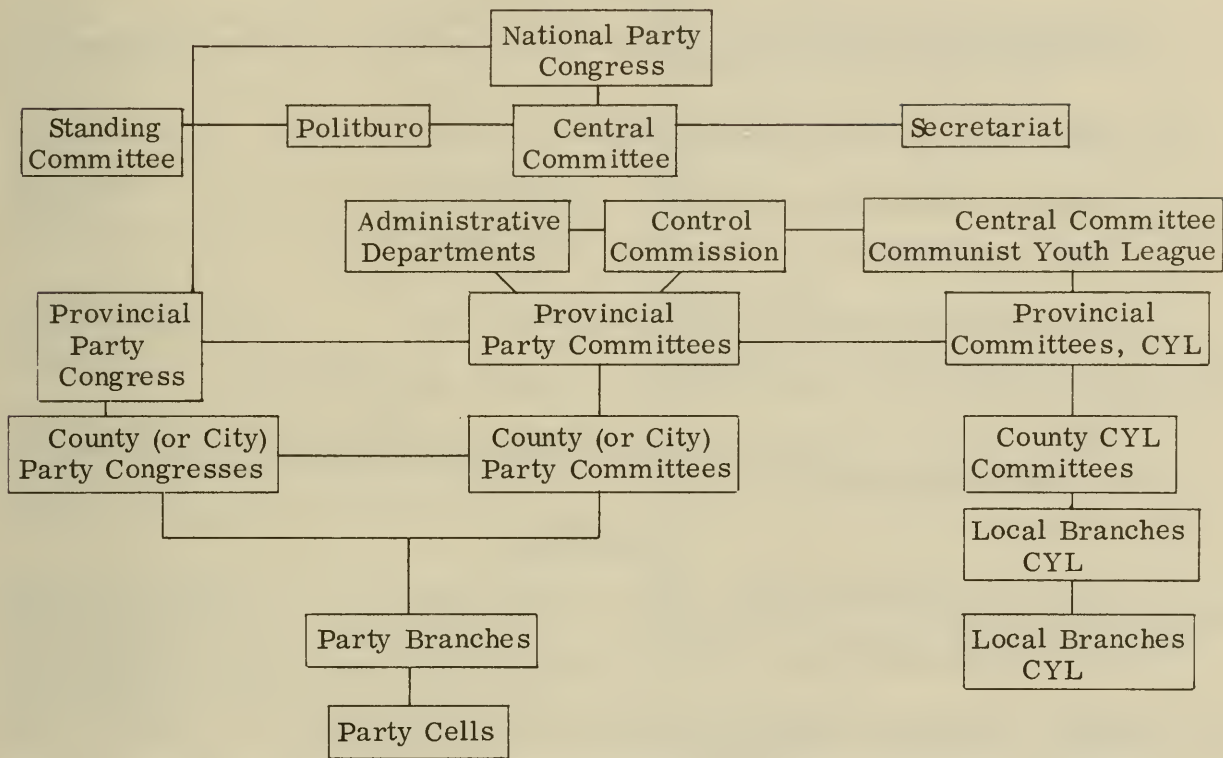 National Party
Congress
Standing
Committee
Politburo
Central
Committee
Secretariat
Administrative
Departments
Control
Commission
Central Committee
Communist Youth League
Provincial
Party
Congress
Provincial
Party Committees
Provincial
Committees, CYL
County (or City)
Party Congresses
County (or City)
Party Committees
County CYL
Committees
Local Branches
CYL
Party Branches
Local Branches
CYL
Party Cells